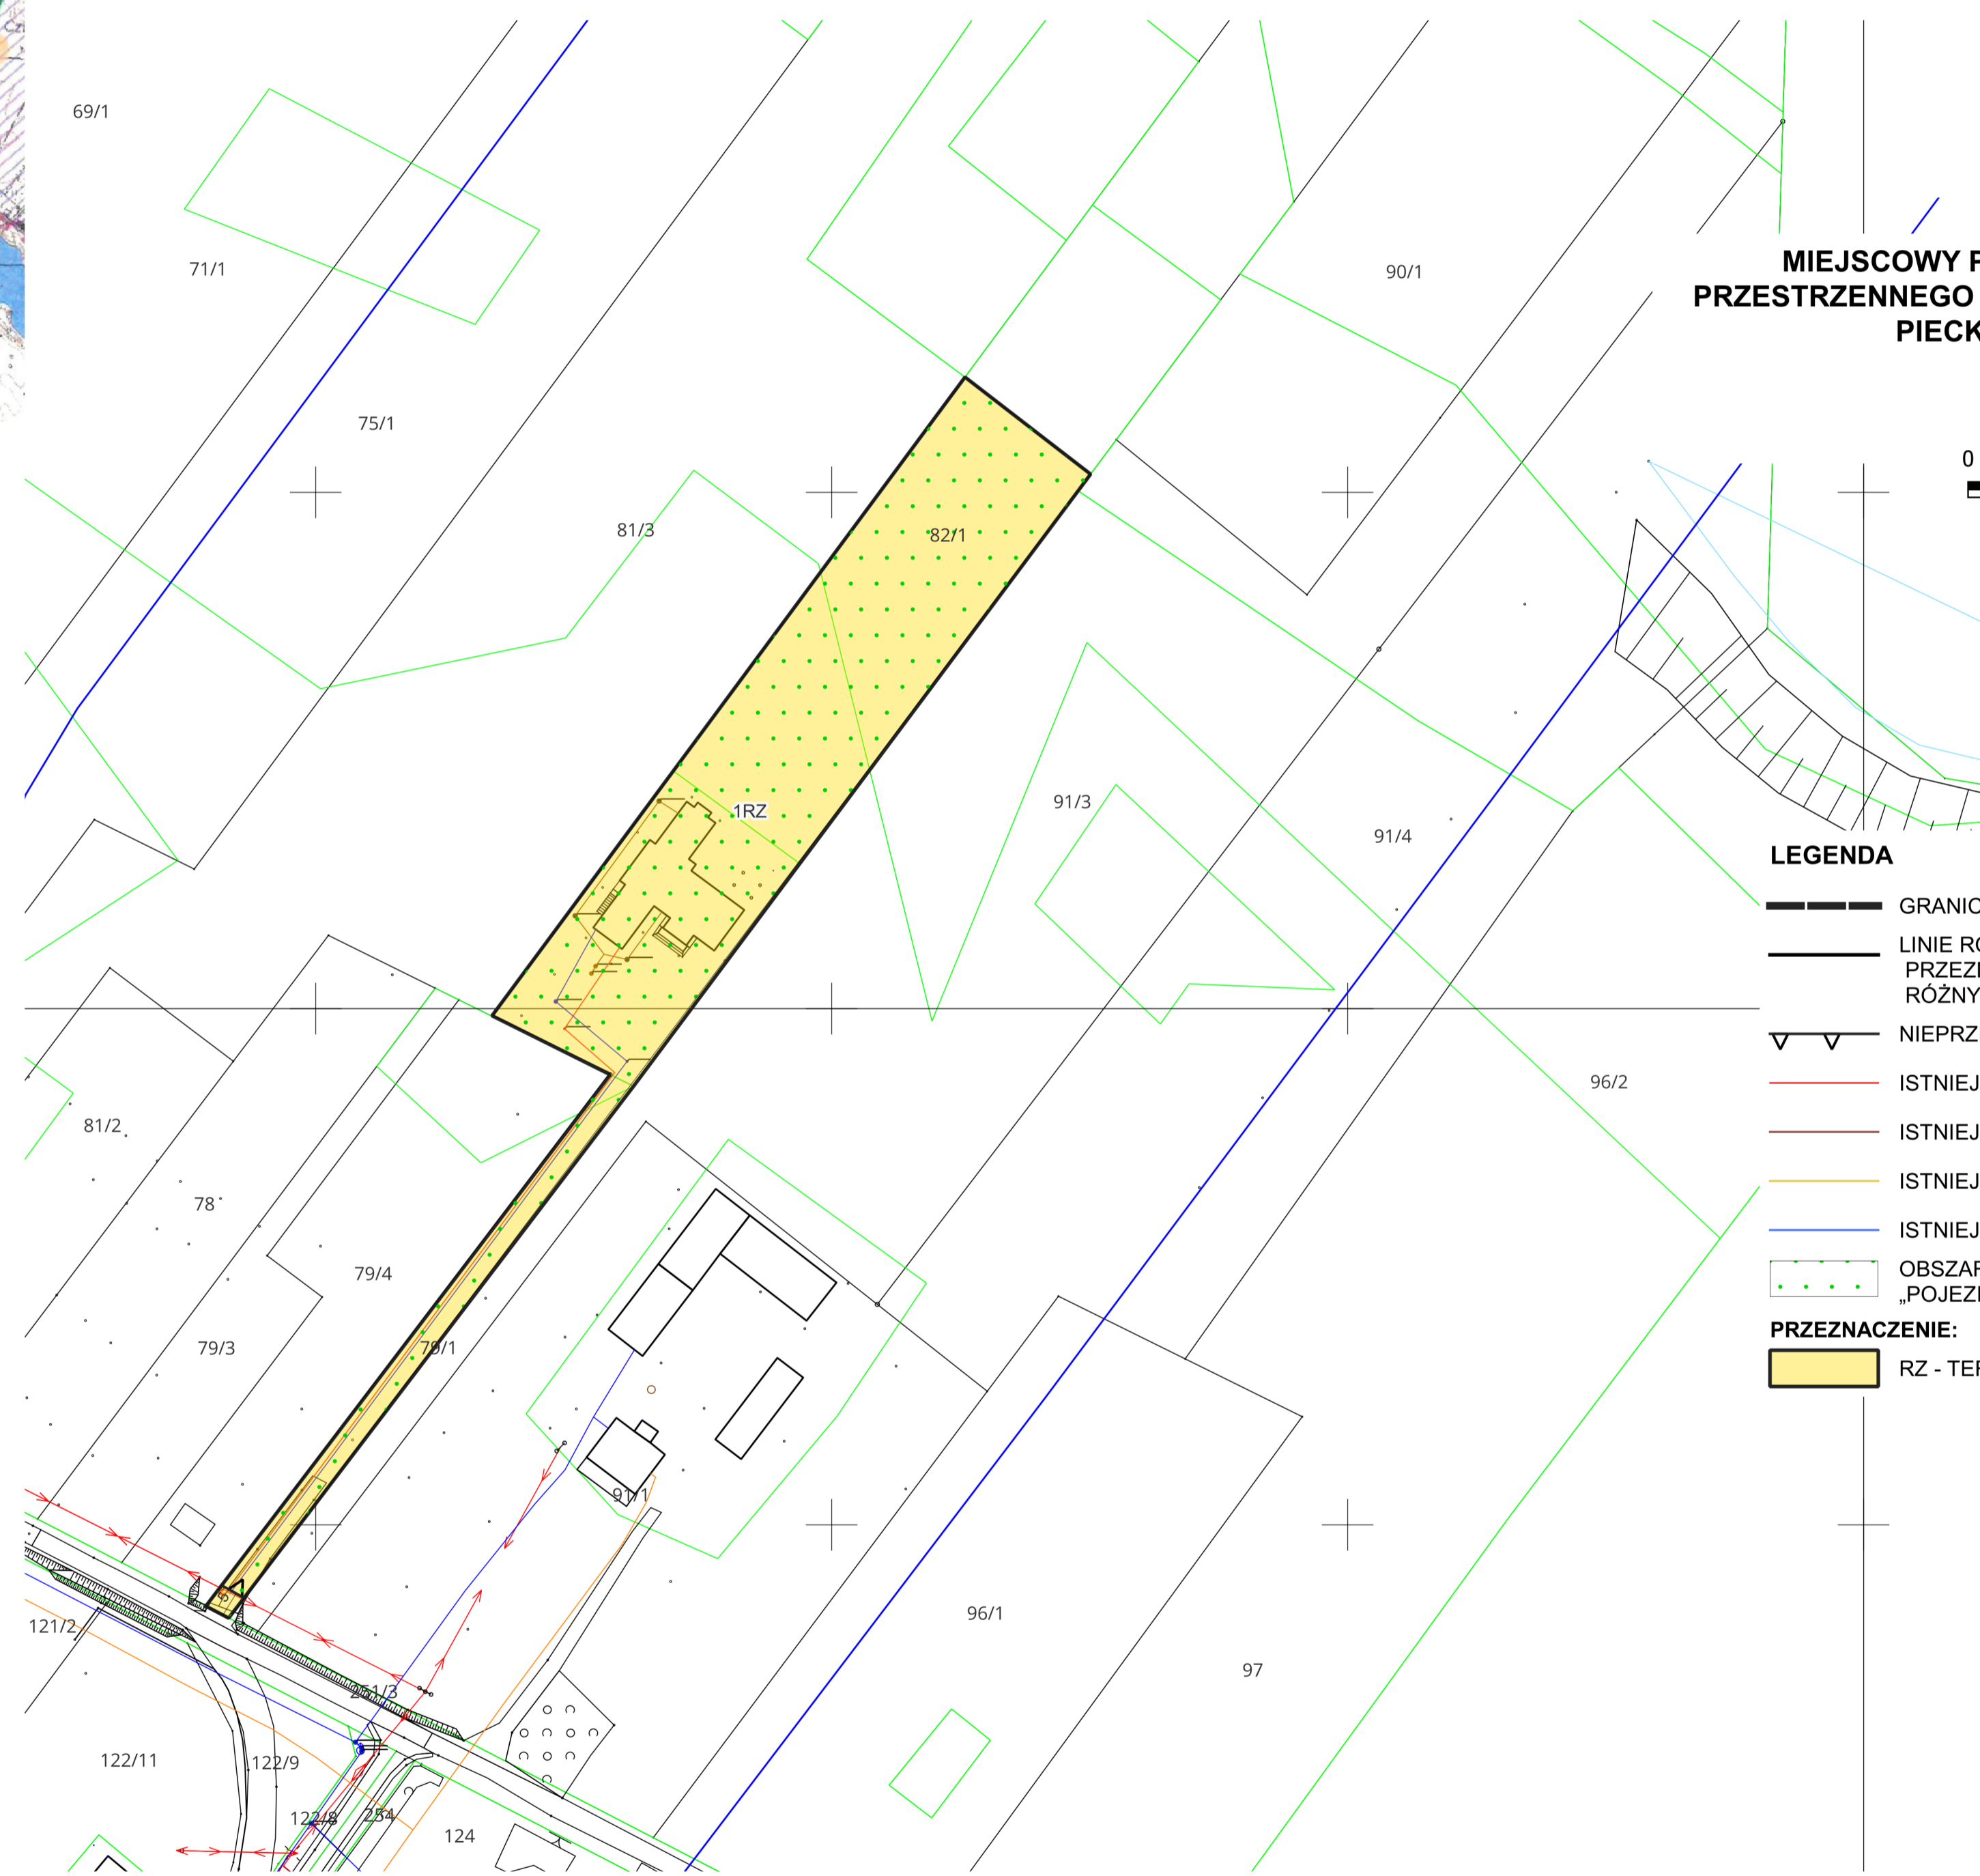 69/1
71/1
90/1
MIEJSCOWY P
PRZESTRZENNEGO
PIECK
75/1
0
81/3
82/1
1RZ
91/3
91/4
LEGENDA
GRANIC
LINIE RO
PRZEZI
RÓŻNY
NIEPRZ
96/2
ISTNIEJ
81/2
ISTNIEJ
78
ISTNIEJ
ISTNIEJ
79/4
OBSZAR
„POJEZI
PRZEZNACZENIE:
79/3
79/1
RZ - TER
91/1
5
121/2
96/1
97
251/3
122/11
122/9
122/8
254
124